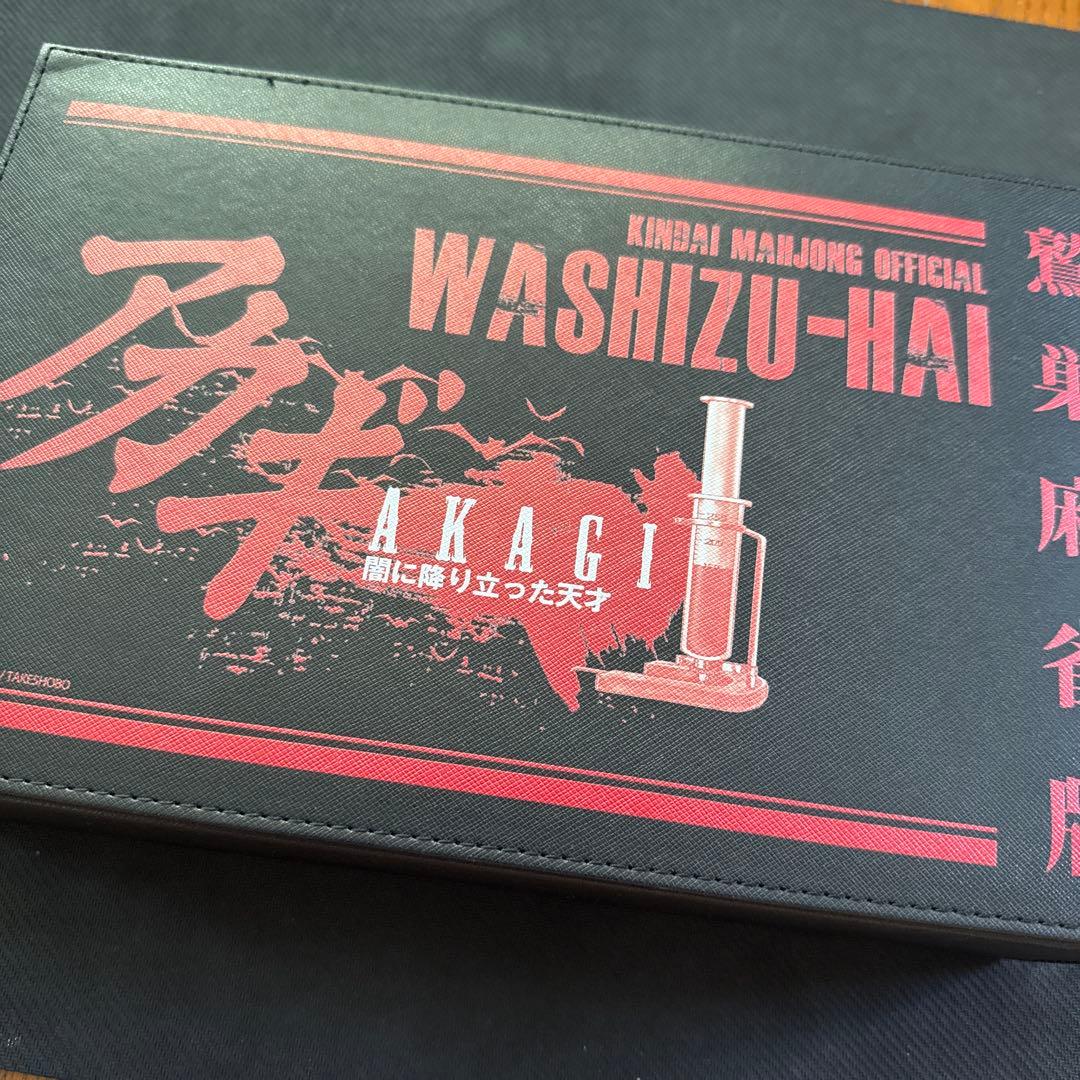 KINDAI MAHJONG OFFICIAL
WASHIZU-HAI
アカギ
AKAGI
闇に降り立った天才
/ TAKESHOBO
鷲巣麻雀牌